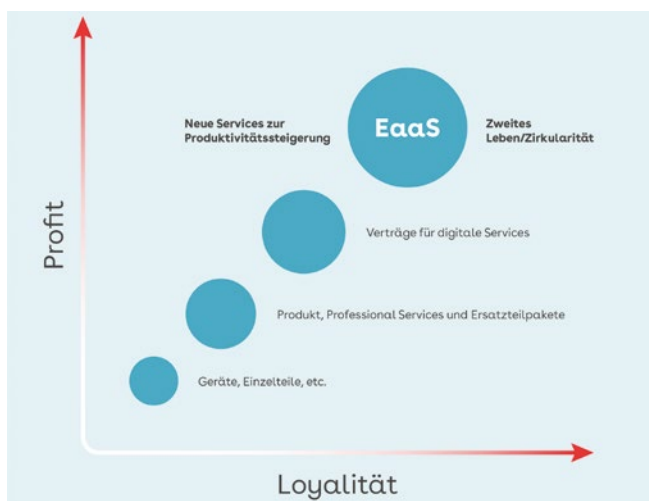 Neue Services zur
Produktivitätssteigerung
EaaS
Zweites
Leben/Zirkularität
Verträge für digitale Services
Produkt, Professional Services und Ersatzteilpakete
Geräte, Einzelteile, etc.
Profit
Loyalität